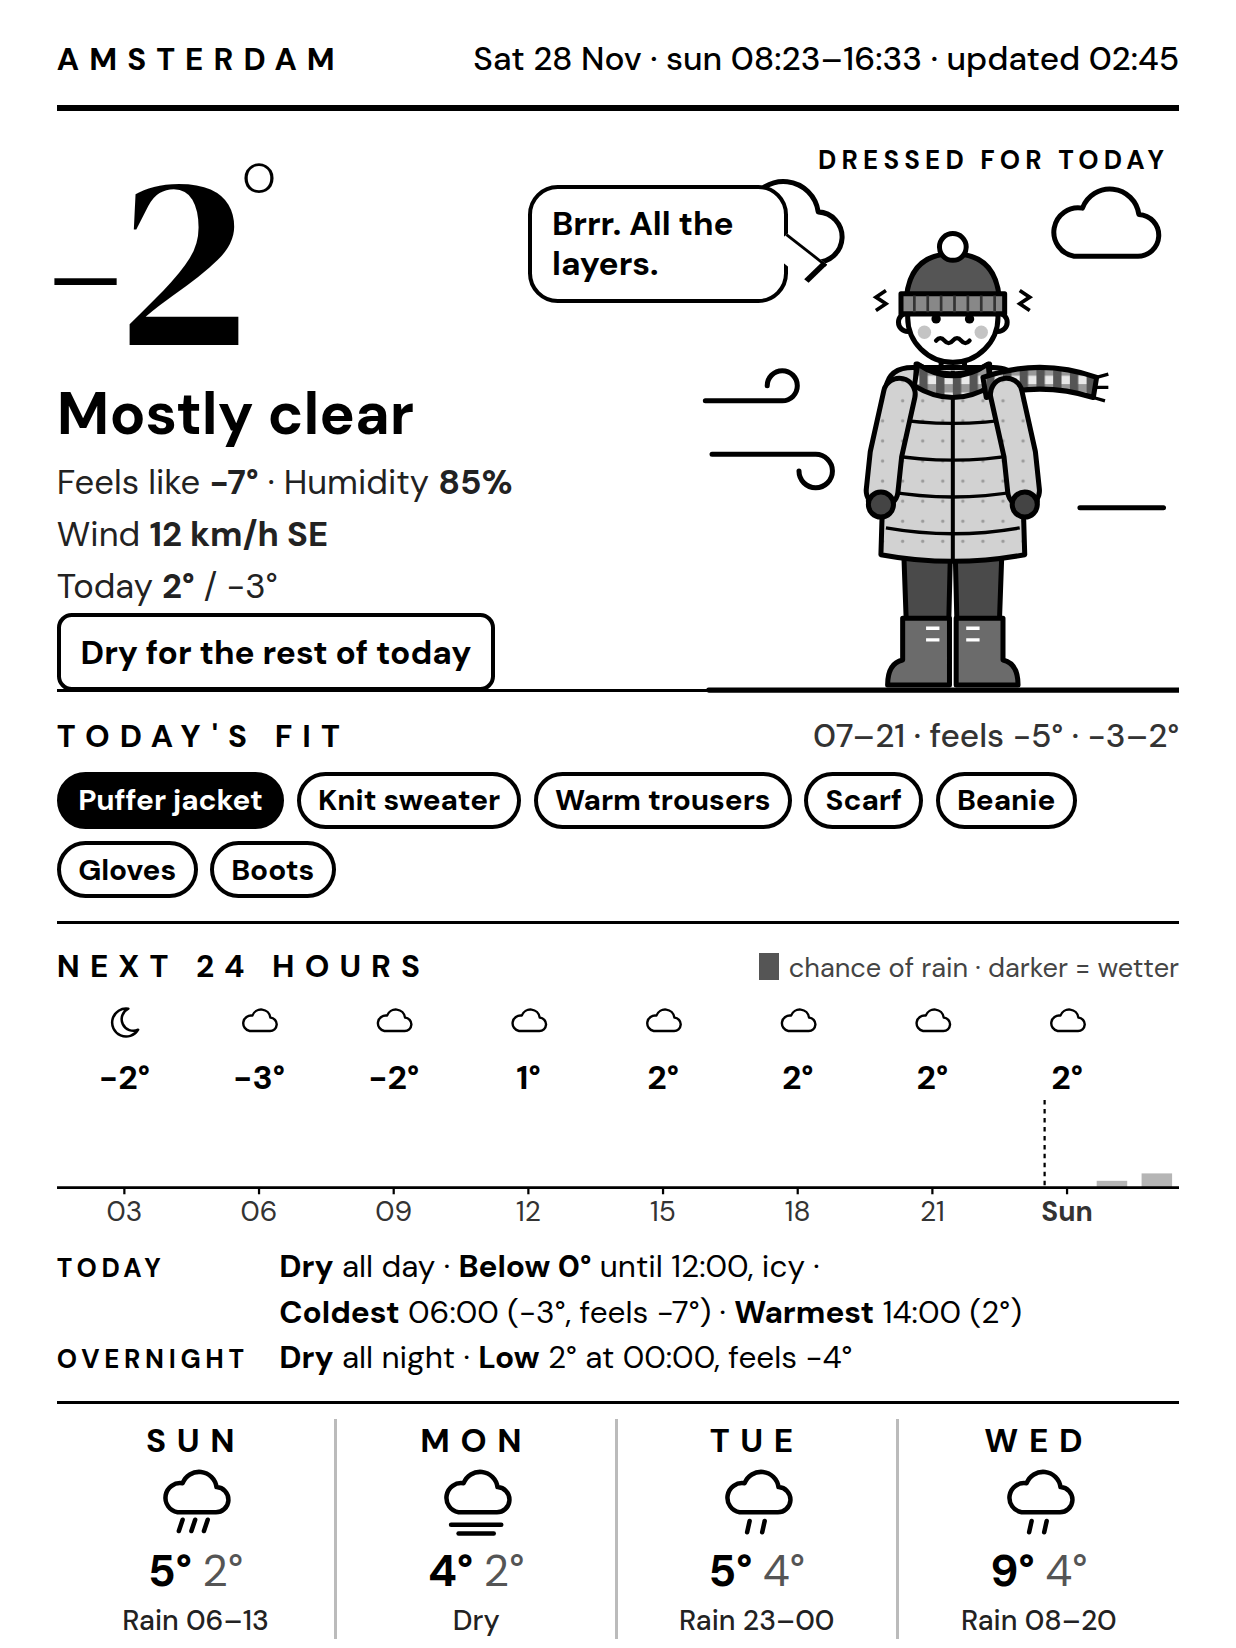 AMSTERDAM
Sat 28 Nov · sun 08:23–16:33 · updated 02:45
DRESSED FOR TODAY
−2°
Brrr. All the
layers.
Mostly clear
Feels like −7° · Humidity 85%
Wind 12 km/h SE
Today 2° / −3°
Dry for the rest of today
TODAY'S FIT
07–21 · feels −5° · −3–2°
Puffer jacket Knit sweater Warm trousers Scarf Beanie
Gloves Boots
NEXT 24 HOURS
chance of rain · darker = wetter
−2° −3° −2° 1° 2° 2° 2° 2°
03 06 09 12 15 18 21 Sun
TODAY Dry all day · Below 0° until 12:00, icy ·
Coldest 06:00 (−3°, feels −7°) · Warmest 14:00 (2°)
OVERNIGHT Dry all night · Low 2° at 00:00, feels −4°
SUN MON TUE WED
5° 2° 4° 2° 5° 4° 9° 4°
Rain 06–13 Dry Rain 23–00 Rain 08–20